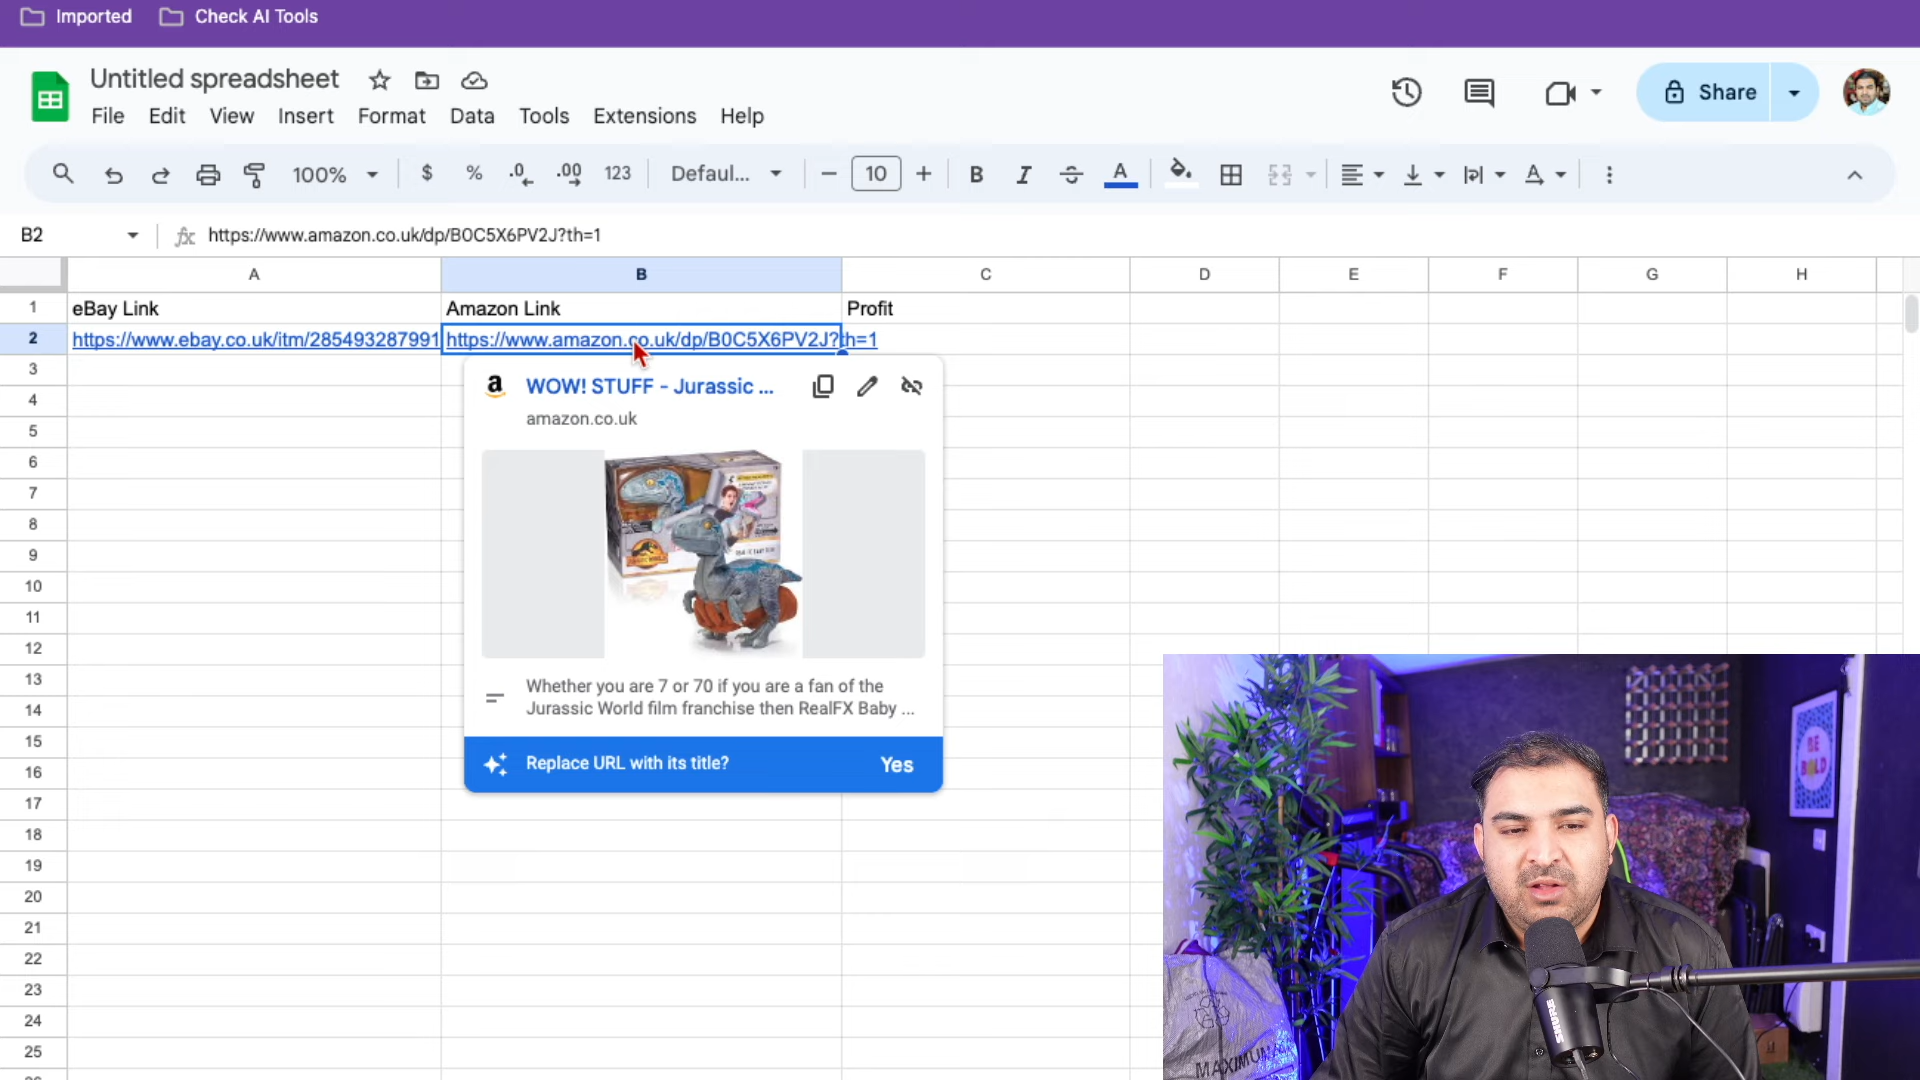 Imported
Check AI Tools
Untitled spreadsheet
Share
File Edit View Insert Format Data Tools Extensions Help
100% $ % .0 .00 123 Defaul... 10 B I A
B2 fx https://www.amazon.co.uk/dp/B0C5X6PV2J?th=1
A B C D E F G H
1 eBay Link Amazon Link Profit
2 https://www.ebay.co.uk/itm/285493287991 https://www.amazon.co.uk/dp/B0C5X6PV2J?th=1
3
4
5
6
7
8
9
10
11
12
13
14
15
16
17
18
19
20
21
22
23
24
25
WOW! STUFF - Jurassic ...
amazon.co.uk
Whether you are 7 or 70 if you are a fan of the
Jurassic World film franchise then RealFX Baby ...
Replace URL with its title? Yes
BE
BOLD
SHURE
MAXIMUM